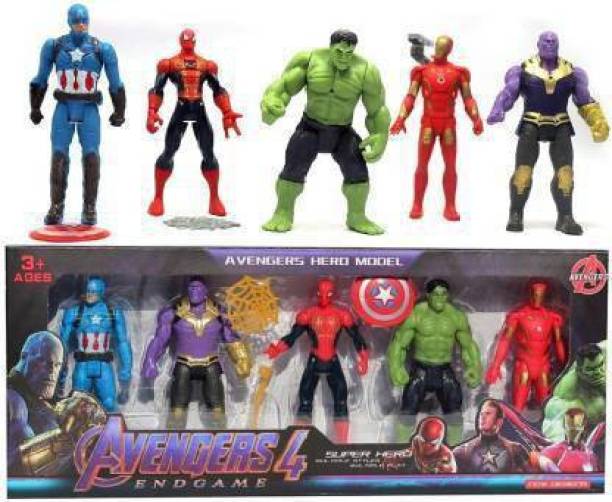 AVENGERS HERO MODEL
3+
AGES
AVENGERS
AVENGERS 4
ENDGAME
SUPER HERO